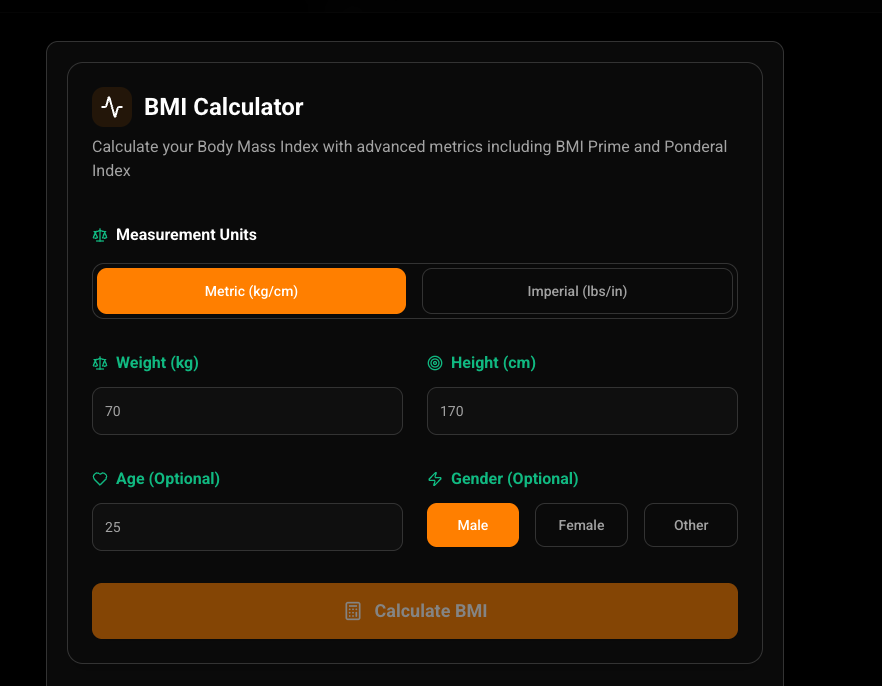 BMI Calculator
Calculate your Body Mass Index with advanced metrics including BMI Prime and Ponderal
Index
Measurement Units
Metric (kg/cm)
Imperial (lbs/in)
Weight (kg)
Height (cm)
70
170
Age (Optional)
Gender (Optional)
25
Male
Female
Other
Calculate BMI